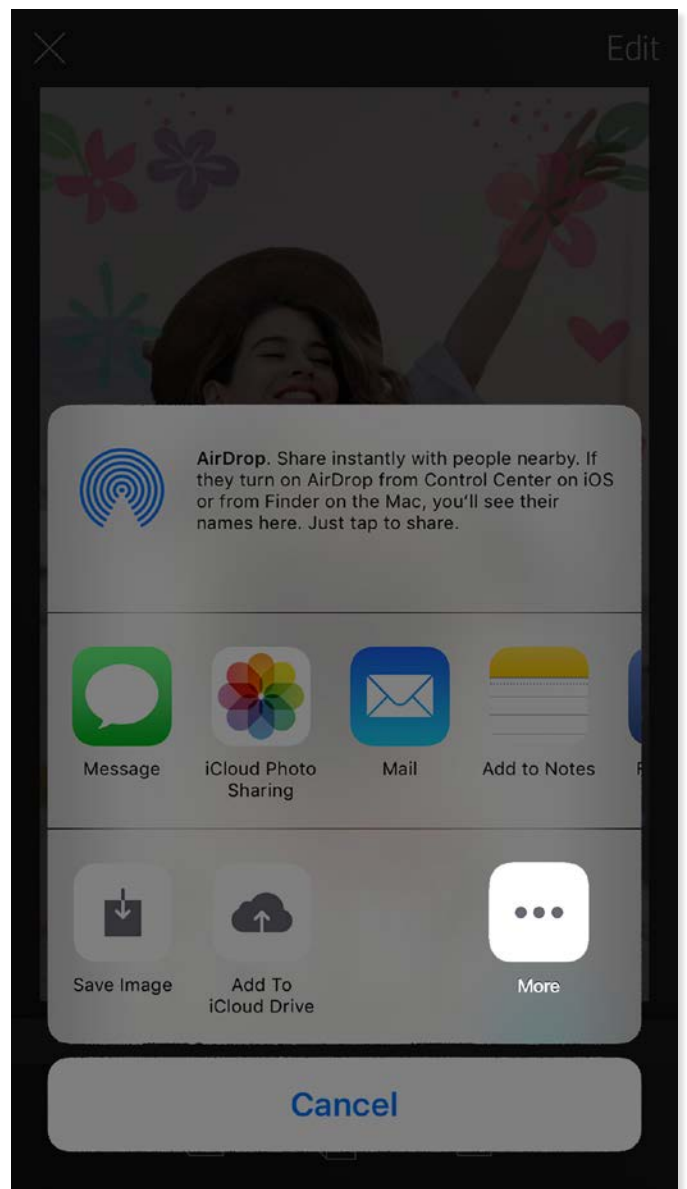 Edit
AirDrop. Share instantly with people nearby. If
they turn on AirDrop from Control Center on iOS
or from Finder on the Mac, you'll see their
names here. Just tap to share.
Message
iCloud Photo
Sharing
Mail
Add to Notes
Save Image
Add To
iCloud Drive
More
Cancel